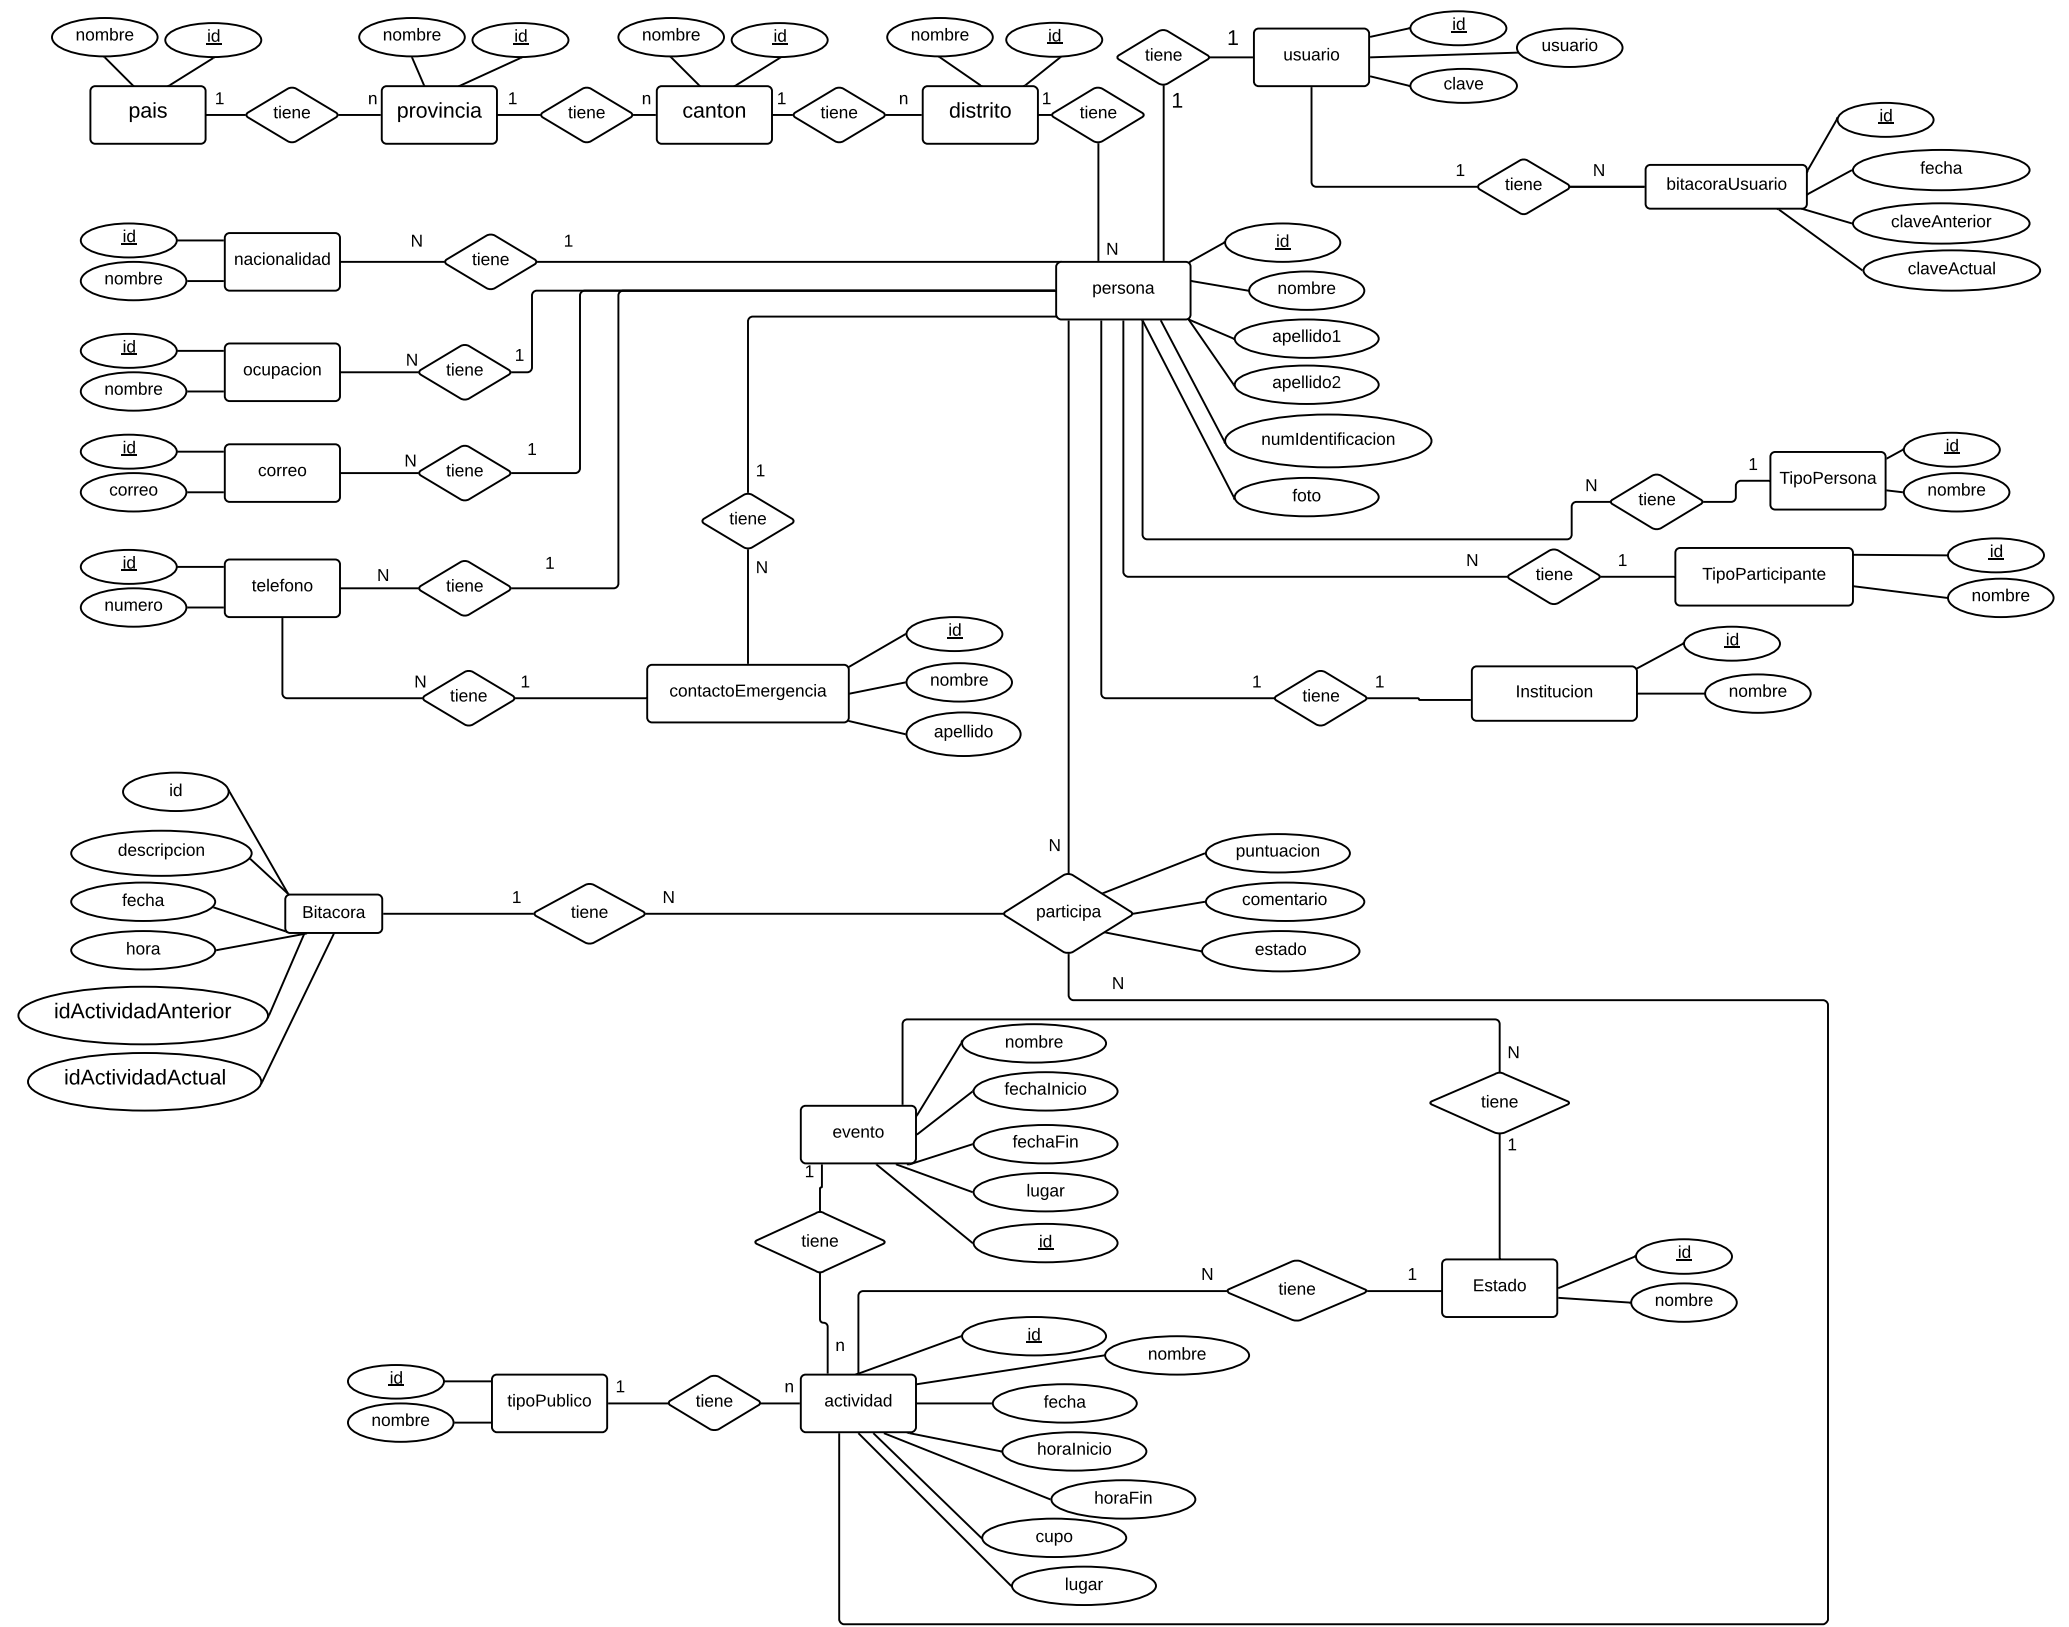 nombre
id
nombre
id
nombre
id
nombre
id
tiene
1
usuario
id
usuario
clave
pais
1
tiene
n
provincia
1
tiene
n
canton
1
tiene
n
distrito
1
tiene
1
id
fecha
claveAnterior
claveActual
1
tiene
N
bitacoraUsuario
id
nombre
nacionalidad
N
tiene
1
N
persona
id
nombre
apellido1
apellido2
numIdentificacion
foto
id
nombre
ocupacion
N
tiene
1
id
correo
correo
N
tiene
1
1
tiene
N
N
tiene
1
TipoPersona
id
nombre
id
numero
telefono
N
tiene
1
N
tiene
1
TipoParticipante
id
nombre
N
tiene
1
contactoEmergencia
id
nombre
apellido
1
tiene
1
Institucion
id
nombre
id
descripcion
fecha
hora
idActividadAnterior
idActividadActual
Bitacora
1
tiene
N
N
participa
puntuacion
comentario
estado
N
evento
nombre
fechaInicio
fechaFin
lugar
id
N
tiene
1
1
tiene
n
N
tiene
1
Estado
id
nombre
id
nombre
tipoPublico
1
tiene
n
actividad
id
nombre
fecha
horaInicio
horaFin
cupo
lugar